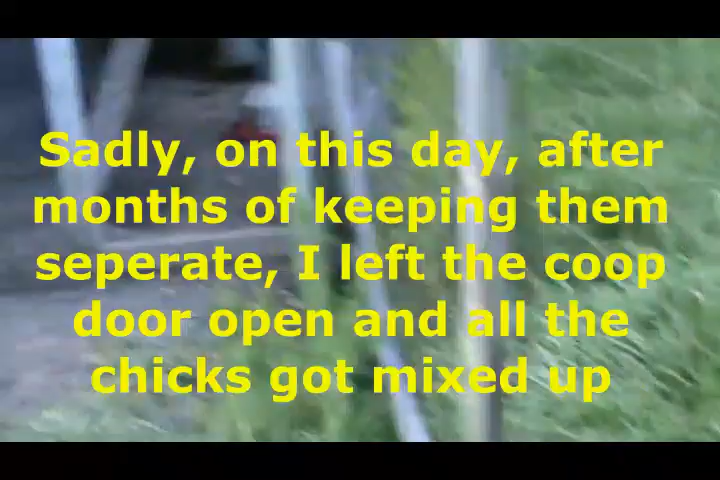 Sadly, on this day, after
months of keeping them
seperate, I left the coop
door open and all the
chicks got mixed up